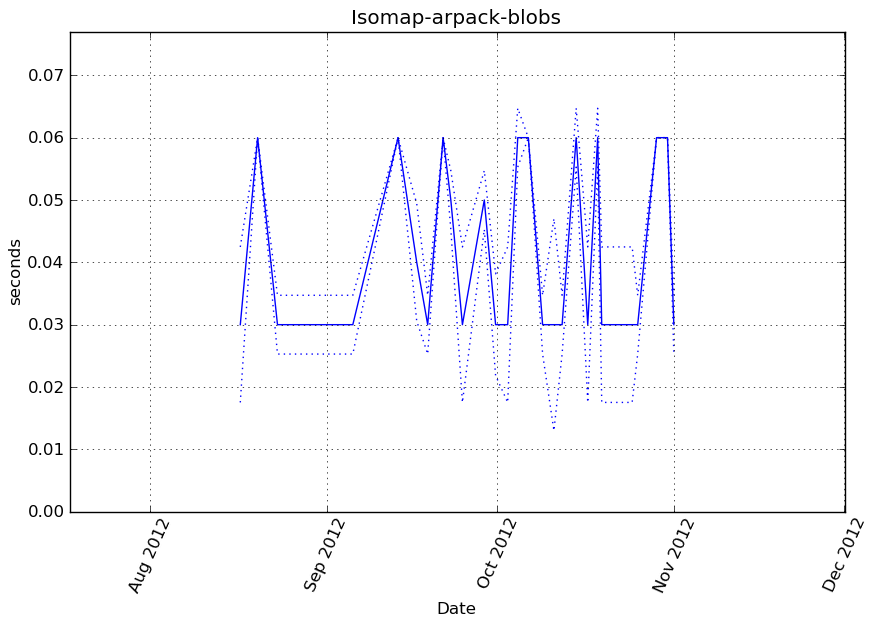 Isomap-arpack-blobs
0.07
0.06
0.05
0.04
0.03
0.02
0.01
0.00
seconds
Aug 2012
Sep 2012
Oct 2012
Nov 2012
Dec 2012
Date